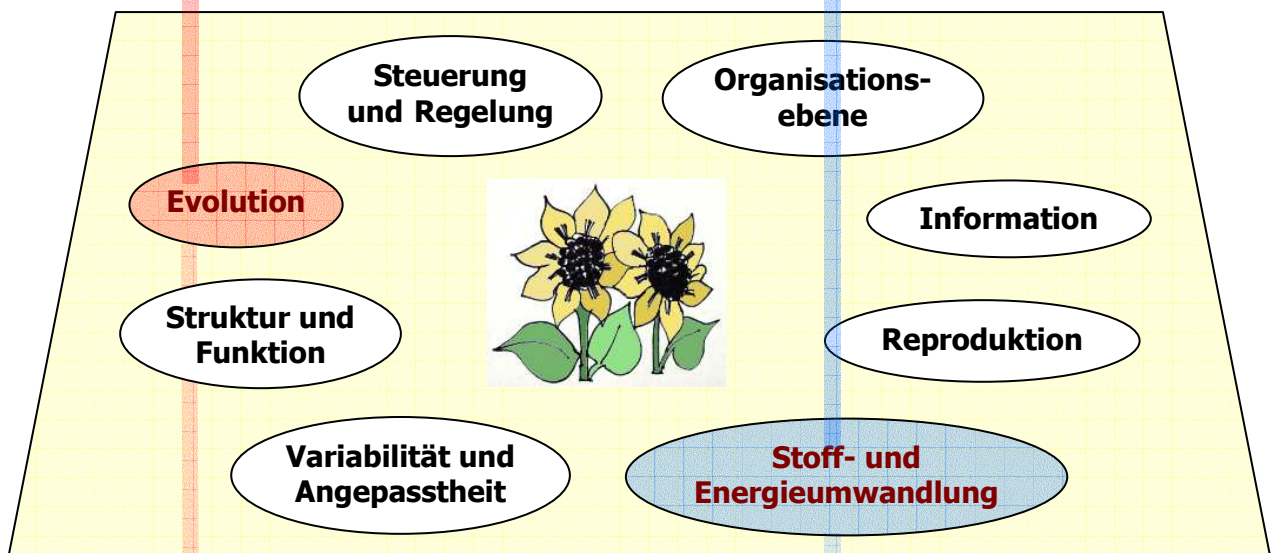 Steuerung
und Regelung
Organisations-
ebene
Evolution
Information
Struktur und
Funktion
Reproduktion
Variabilität und
Angepasstheit
Stoff- und
Energieumwandlung